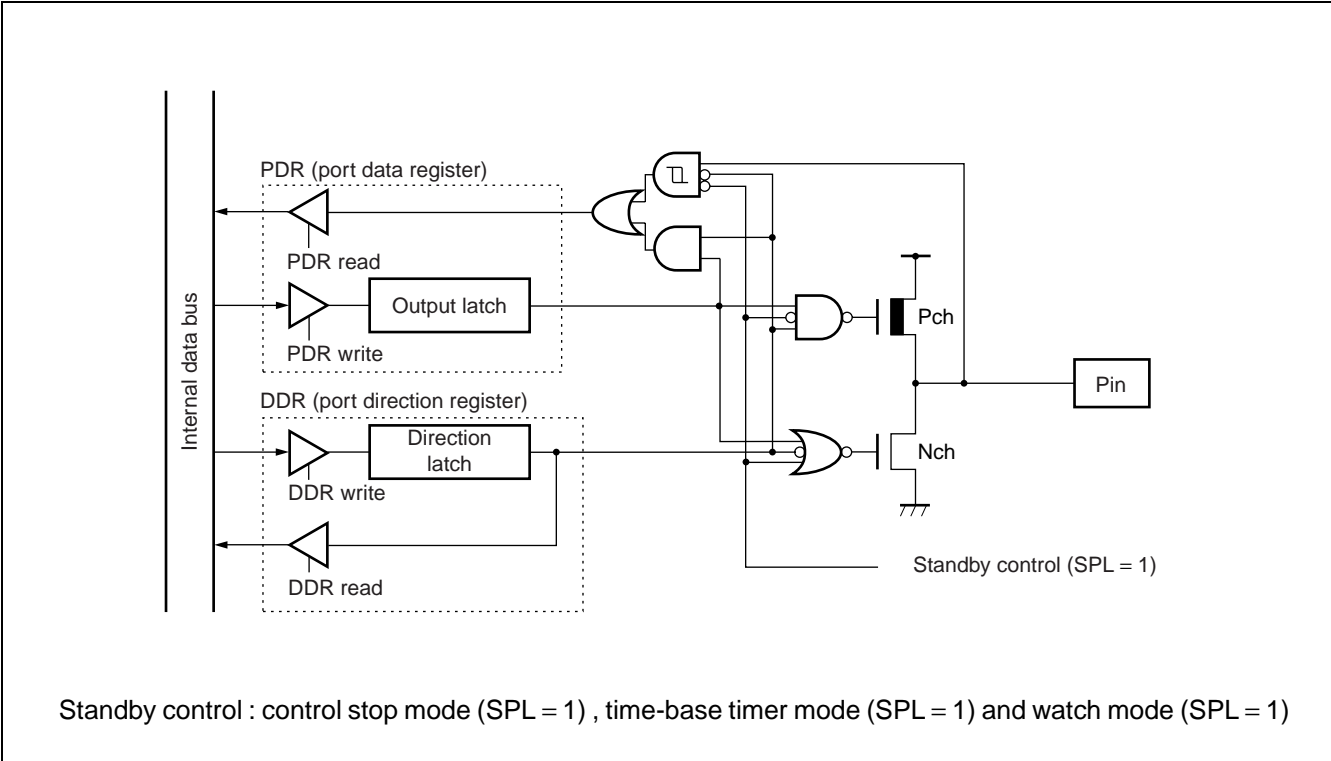 PDR (port data register)
PDR read
Output latch
PDR write
Internal data bus
DDR (port direction register)
Direction
latch
DDR write
DDR read
Pch
Pin
Nch
Standby control (SPL = 1)
Standby control : control stop mode (SPL = 1) , time-base timer mode (SPL = 1) and watch mode (SPL = 1)